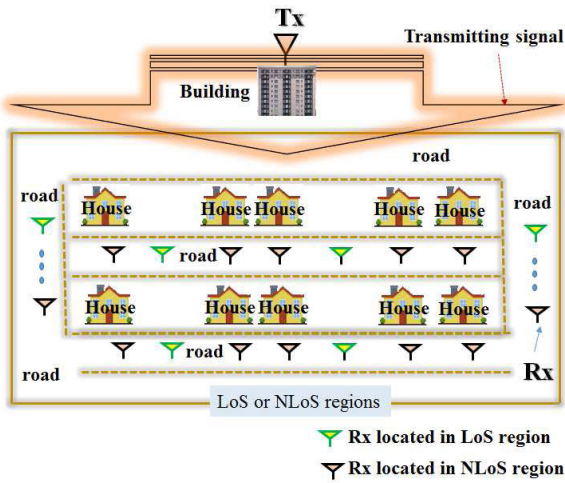 Tx
Transmitting signal
Building
road
road
road
House House House House House
road
road
House House House House House
road
road
Rx
LoS or NLoS regions
Rx located in LoS region
Rx located in NLoS region